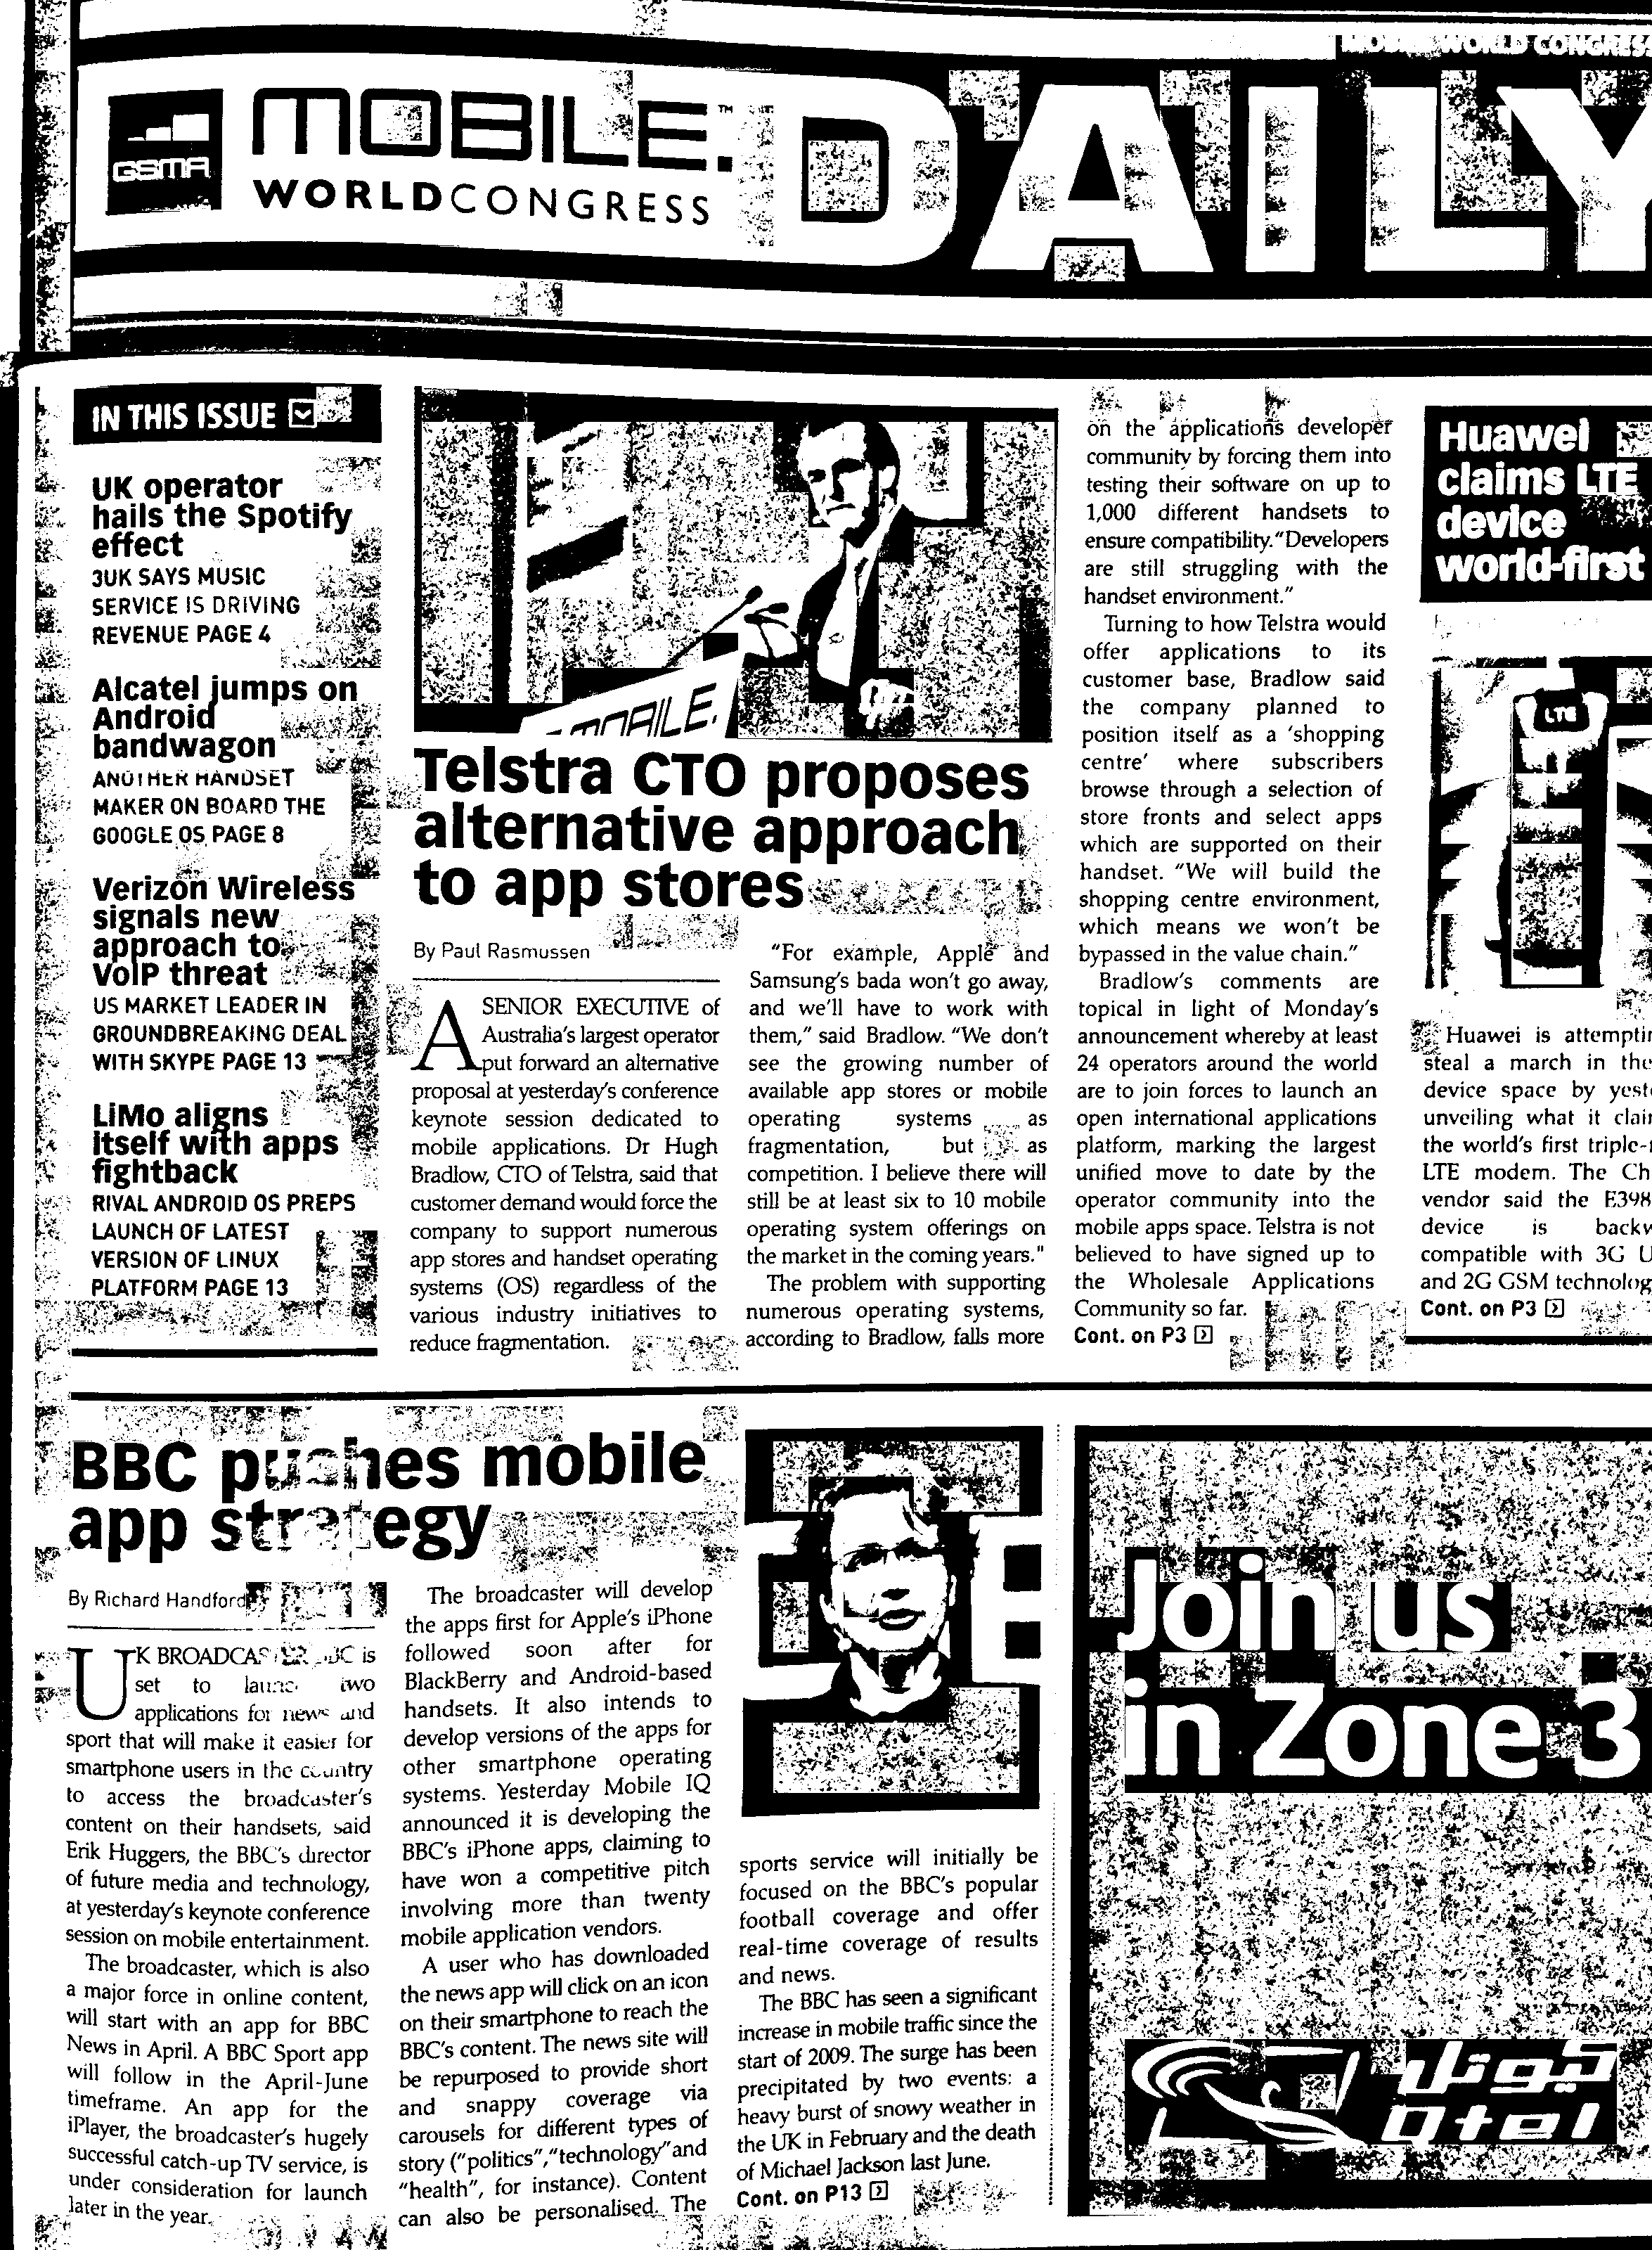 MOBILE WORLD CONGRESS
GSMA
MOBILE.™
WORLDCONGRESS
DAILY
IN THIS ISSUE
UK operator
hails the Spotify
effect
3UK SAYS MUSIC
SERVICE IS DRIVING
REVENUE PAGE 4
Alcatel jumps on
Android
bandwagon
ANOTHER HANDSET
MAKER ON BOARD THE
GOOGLE OS PAGE 8
Verizon Wireless
signals new
approach to
VoIP threat
US MARKET LEADER IN
GROUNDBREAKING DEAL
WITH SKYPE PAGE 13
LiMo aligns
itself with apps
fightback
RIVAL ANDROID OS PREPS
LAUNCH OF LATEST
VERSION OF LINUX
PLATFORM PAGE 13
MOBILE.
Telstra CTO proposes
alternative approach
to app stores
By Paul Rasmussen
A SENIOR EXECUTIVE of
Australia's largest operator
put forward an alternative
proposal at yesterday's conference
keynote session dedicated to
mobile applications. Dr Hugh
Bradlow, CTO of Telstra, said that
customer demand would force the
company to support numerous
app stores and handset operating
systems (OS) regardless of the
various industry initiatives to
reduce fragmentation.
"For example, Apple and
Samsung's bada won't go away,
and we'll have to work with
them," said Bradlow. "We don't
see the growing number of
available app stores or mobile
operating systems as
fragmentation, but as
competition. I believe there will
still be at least six to 10 mobile
operating system offerings on
the market in the coming years."
The problem with supporting
numerous operating systems,
according to Bradlow, falls more
on the applications developer
community by forcing them into
testing their software on up to
1,000 different handsets to
ensure compatibility. "Developers
are still struggling with the
handset environment."
Turning to how Telstra would
offer applications to its
customer base, Bradlow said
the company planned to
position itself as a 'shopping
centre' where subscribers
browse through a selection of
store fronts and select apps
which are supported on their
handset. "We will build the
shopping centre environment,
which means we won't be
bypassed in the value chain."
Bradlow's comments are
topical in light of Monday's
announcement whereby at least
24 operators around the world
are to join forces to launch an
open international applications
platform, marking the largest
unified move to date by the
operator community into the
mobile apps space. Telstra is not
believed to have signed up to
the Wholesale Applications
Community so far.
Cont. on P3
Huawei
claims LTE
device
world-first
LTE
Huawei is attemptin
steal a march in the
device space by yest
unveiling what it clai
the world's first triple-
LTE modem. The Ch
vendor said the E398
device is backw
compatible with 3G U
and 2G GSM technolog
Cont. on P3
BBC pushes mobile
app strategy
By Richard Handford
UK BROADCASTER BBC is
set to launch two
applications for news and
sport that will make it easier for
smartphone users in the country
to access the broadcaster's
content on their handsets, said
Erik Huggers, the BBC's director
of future media and technology,
at yesterday's keynote conference
session on mobile entertainment.
The broadcaster, which is also
a major force in online content,
will start with an app for BBC
News in April. A BBC Sport app
will follow in the April-June
timeframe. An app for the
iPlayer, the broadcaster's hugely
successful catch-up TV service, is
under consideration for launch
later in the year.
The broadcaster will develop
the apps first for Apple's iPhone
followed soon after for
BlackBerry and Android-based
handsets. It also intends to
develop versions of the apps for
other smartphone operating
systems. Yesterday Mobile IQ
announced it is developing the
BBC's iPhone apps, claiming to
have won a competitive pitch
involving more than twenty
mobile application vendors.
A user who has downloaded
the news app will click on an icon
on their smartphone to reach the
BBC's content. The news site will
be repurposed to provide short
and snappy coverage via
carousels for different types of
story ("politics", "technology" and
"health", for instance). Content
can also be personalised. The
sports service will initially be
focused on the BBC's popular
football coverage and offer
real-time coverage of results
and news.
The BBC has seen a significant
increase in mobile traffic since the
start of 2009. The surge has been
precipitated by two events: a
heavy burst of snowy weather in
the UK in February and the death
of Michael Jackson last June.
Cont. on P13
Join us
in Zone 3
كيوتل
Qtel